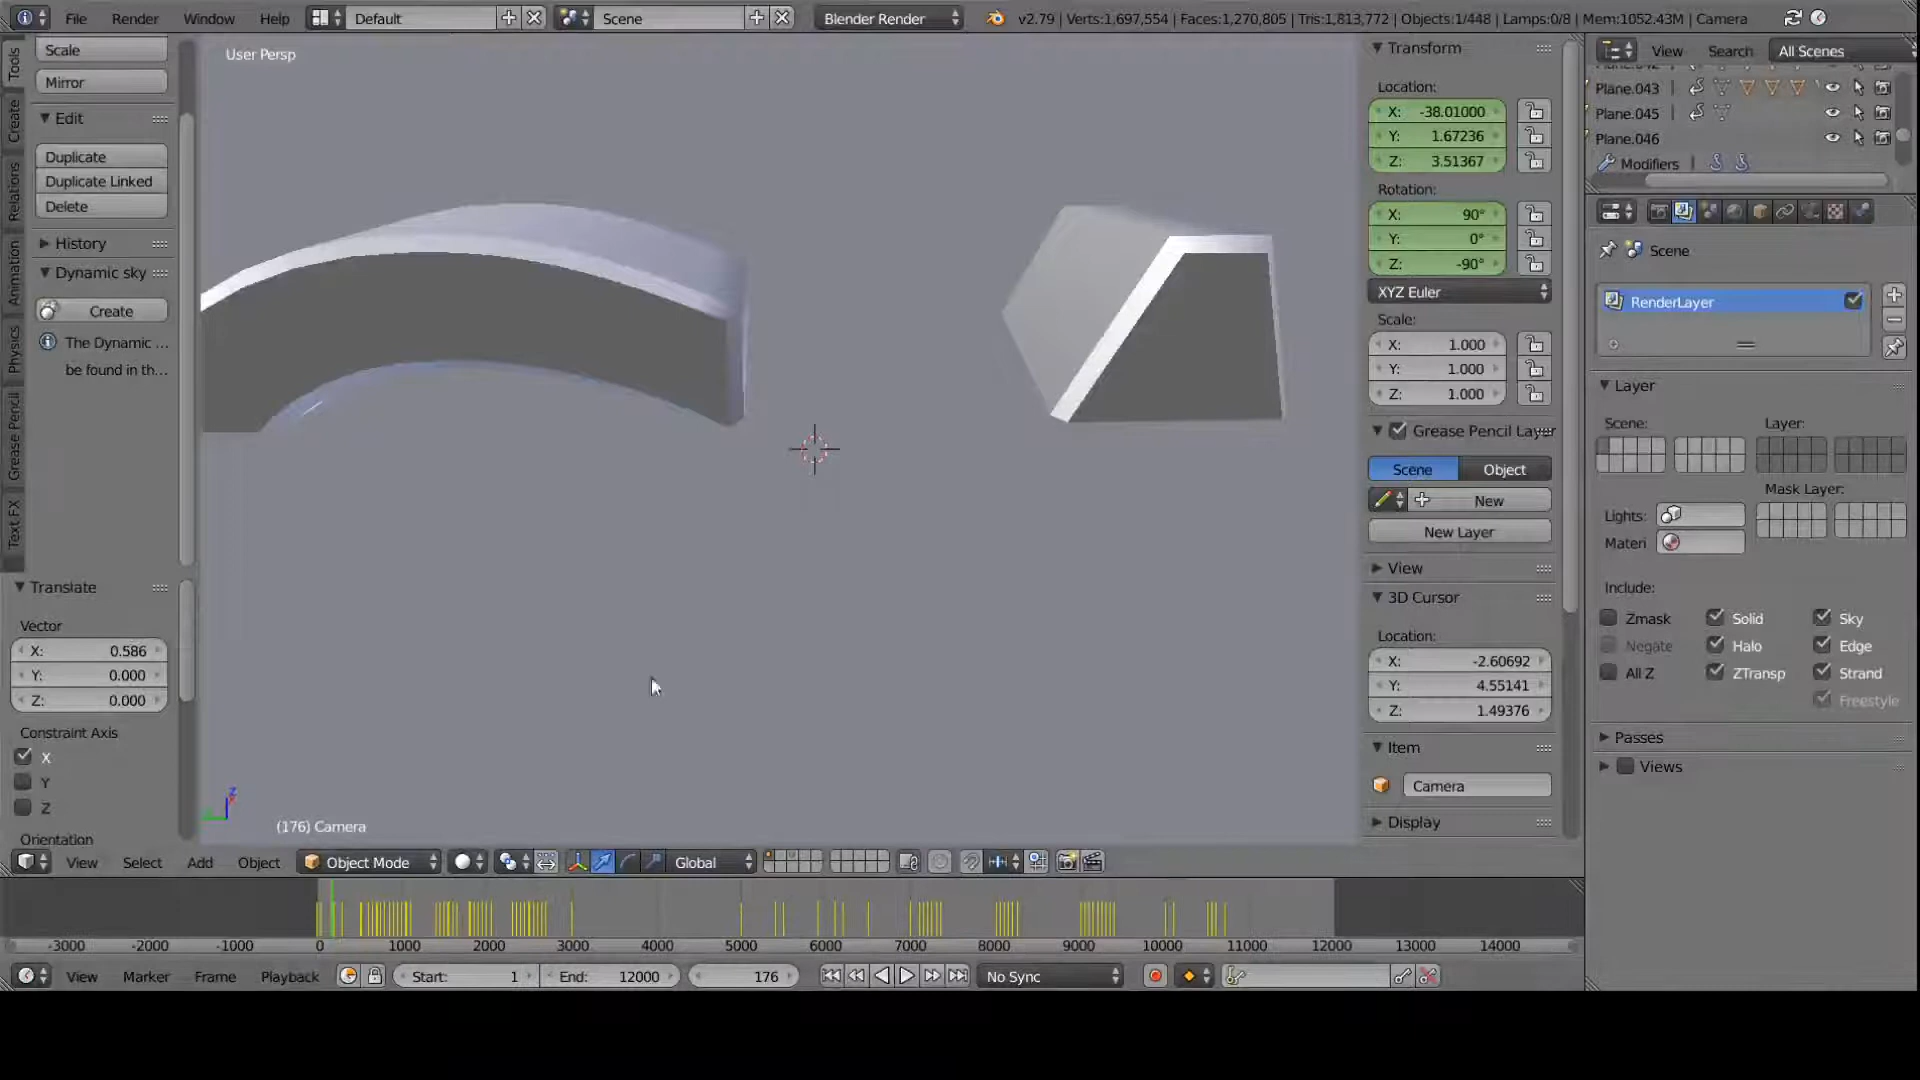 File Render Window Help Default Scene Blender Render v2.79 | Verts:1,697,554 | Faces:1,270,805 | Tris:1,813,772 | Objects:1/448 | Lamps:0/8 | Mem:1052.43M | Camera
Tools
Create
Relations
Animation
Physics
Grease Pencil
Text FX
Scale
Mirror
Edit
Duplicate
Duplicate Linked
Delete
History
Dynamic sky
Create
The Dynamic ...
be found in th...
Translate
Vector
X: 0.586
Y: 0.000
Z: 0.000
Constraint Axis
X
Y
Z
Orientation
User Persp
(176) Camera
Transform
Location:
X: -38.01000
Y: 1.67236
Z: 3.51367
Rotation:
X: 90°
Y: 0°
Z: -90°
XYZ Euler
Scale:
X: 1.000
Y: 1.000
Z: 1.000
Grease Pencil Layer
Scene Object
New
New Layer
View
3D Cursor
Location:
X: -2.60692
Y: 4.55141
Z: 1.49376
Item
Camera
Display
View Search All Scenes
Plane.043
Plane.045
Plane.046
Modifiers
Scene
RenderLayer
Layer
Scene: Layer:
Mask Layer:
Lights:
Materi
Include:
Zmask Solid Sky
Negate Halo Edge
All Z ZTransp Strand
Freestyle
Passes
Views
View Select Add Object Object Mode Global
-3000 -2000 -1000 0 1000 2000 3000 4000 5000 6000 7000 8000 9000 10000 11000 12000 13000 14000
View Marker Frame Playback Start: 1 End: 12000 176 No Sync